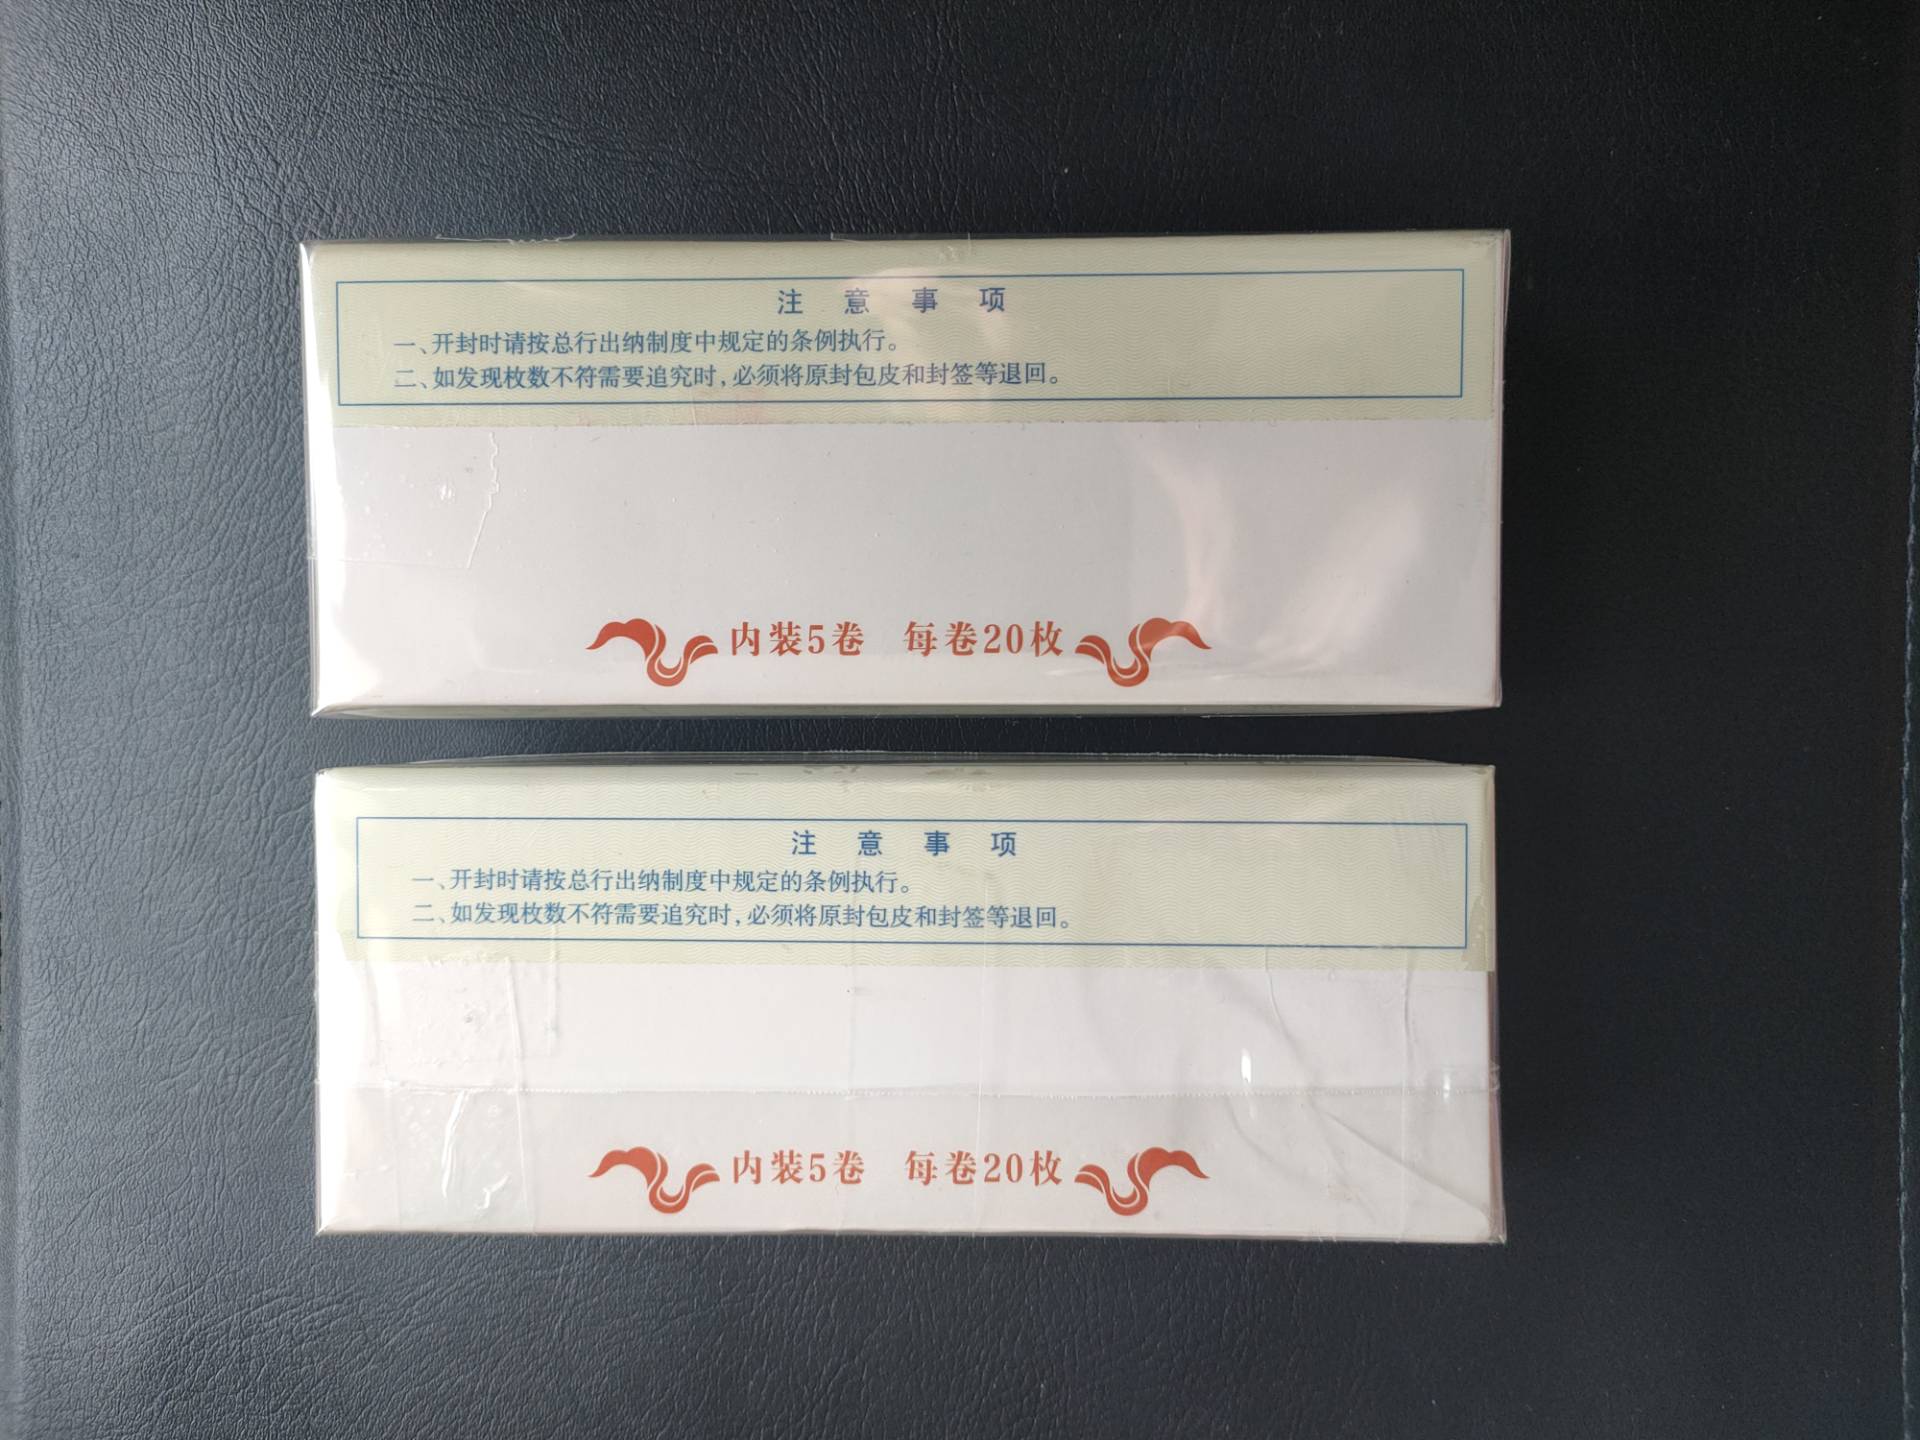 注 意 事 项
一、开封时请按总行出纳制度中规定的条例执行。
二、如发现枚数不符需要追究时，必须将原封包皮和封签等退回。
内装5卷 每卷20枚
注 意 事 项
一、开封时请按总行出纳制度中规定的条例执行。
二、如发现枚数不符需要追究时，必须将原封包皮和封签等退回。
内装5卷 每卷20枚